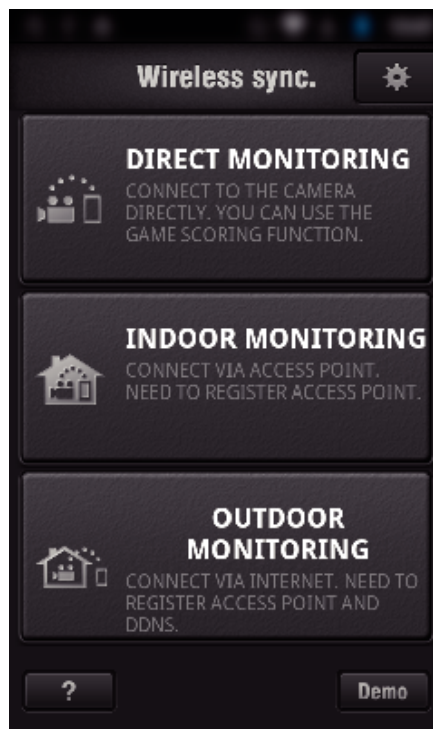 Wireless sync.
DIRECT MONITORING
CONNECT TO THE CAMERA
DIRECTLY. YOU CAN USE THE
GAME SCORING FUNCTION.
INDOOR MONITORING
CONNECT VIA ACCESS POINT.
NEED TO REGISTER ACCESS POINT.
OUTDOOR
MONITORING
CONNECT VIA INTERNET. NEED TO
REGISTER ACCESS POINT AND
DDNS.
?
Demo